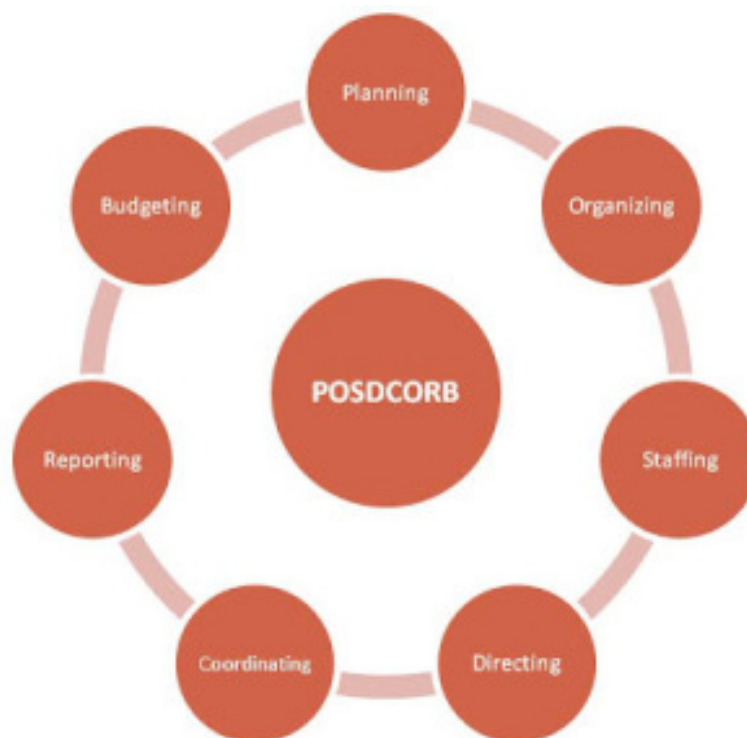 Planning
Organizing
Staffing
Directing
Coordinating
Reporting
Budgeting
POSDCORB